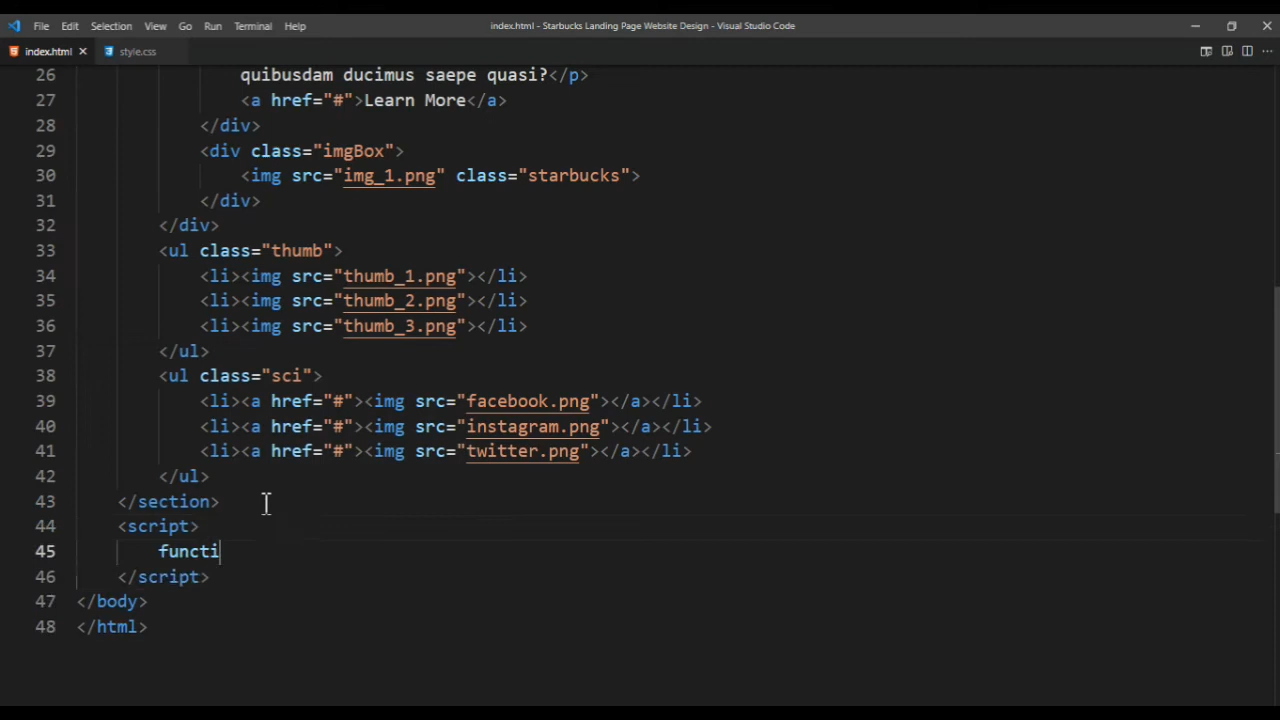 File Edit Selection View Go Run Terminal Help index.html - Starbucks Landing Page Website Design - Visual Studio Code
index.html style.css
26 quibusdam ducimus saepe quasi?</p>
27 <a href="#">Learn More</a>
28 </div>
29 <div class="imgBox">
30 <img src="img_1.png" class="starbucks">
31 </div>
32 </div>
33 <ul class="thumb">
34 <li><img src="thumb_1.png"></li>
35 <li><img src="thumb_2.png"></li>
36 <li><img src="thumb_3.png"></li>
37 </ul>
38 <ul class="sci">
39 <li><a href="#"><img src="facebook.png"></a></li>
40 <li><a href="#"><img src="instagram.png"></a></li>
41 <li><a href="#"><img src="twitter.png"></a></li>
42 </ul>
43 </section>
44 <script>
45 functi
46 </script>
47 </body>
48 </html>